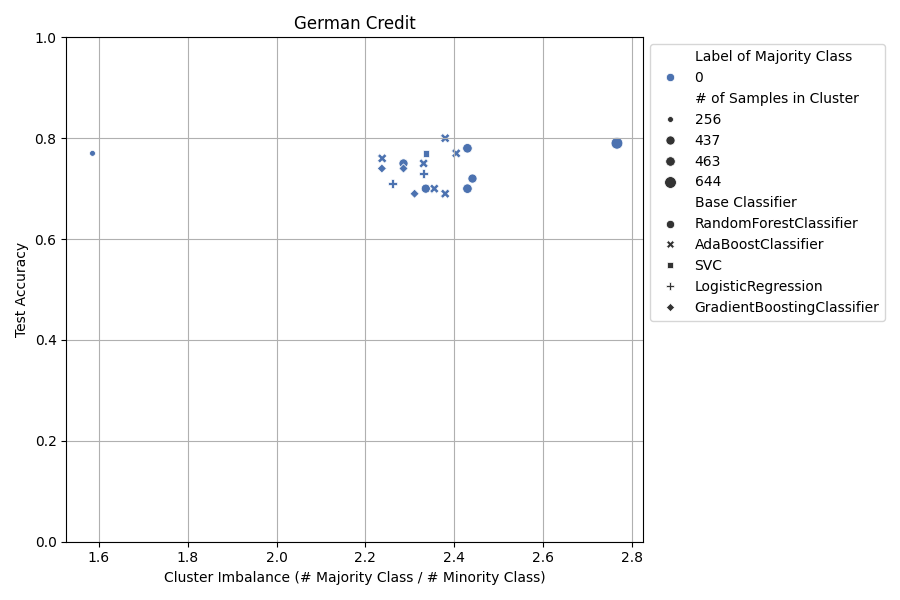 German Credit
1.0
0.8
0.6
0.4
0.2
0.0
Test Accuracy
1.6
1.8
2.0
2.2
2.4
2.6
2.8
Cluster Imbalance (# Majority Class / # Minority Class)
Label of Majority Class
0
# of Samples in Cluster
256
437
463
644
Base Classifier
RandomForestClassifier
AdaBoostClassifier
SVC
LogisticRegression
GradientBoostingClassifier